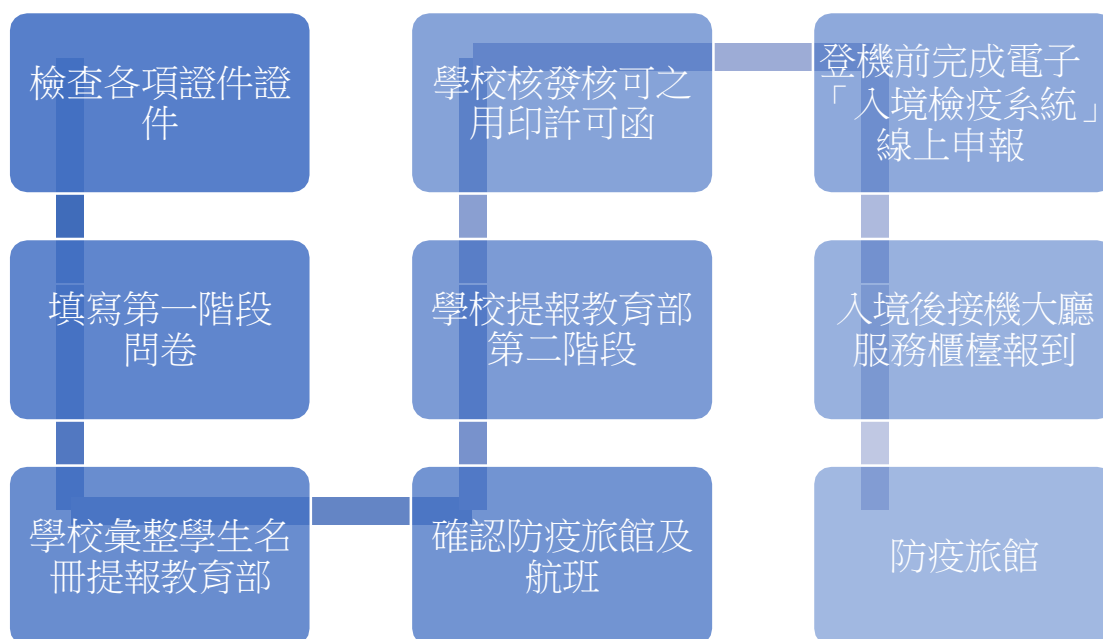 檢查各項證件證
件
填寫第一階段
問卷
學校彙整學生名
冊提報教育部
確認防疫旅館及
航班
學校提報教育部
第二階段
學校核發核可之
用印許可函
登機前完成電子
「入境檢疫系統」
線上申報
入境後接機大廳
服務櫃檯報到
防疫旅館